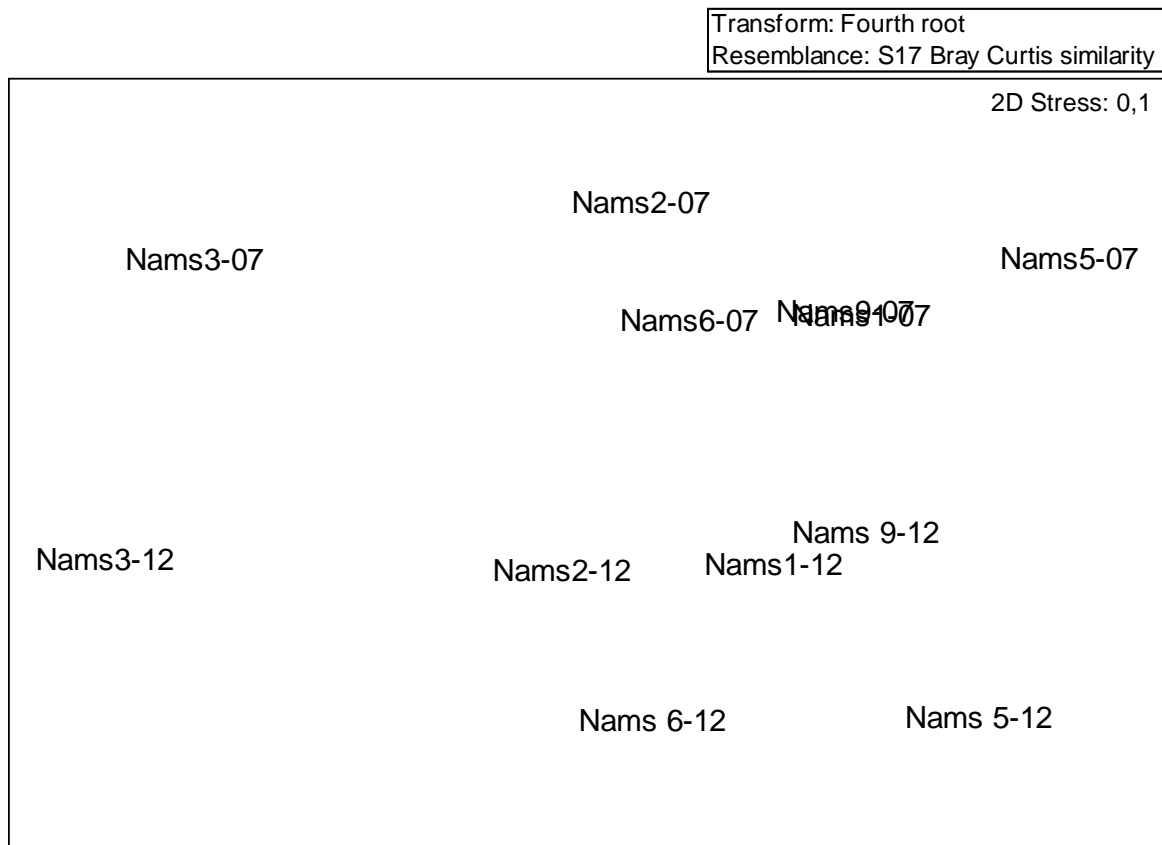 Transform: Fourth root
Resemblance: S17 Bray Curtis similarity
2D Stress: 0,1
Nams2-07
Nams3-07
Nams5-07
Nams9-07
Nams1-07
Nams6-07
Nams 9-12
Nams3-12
Nams2-12
Nams1-12
Nams 6-12
Nams 5-12